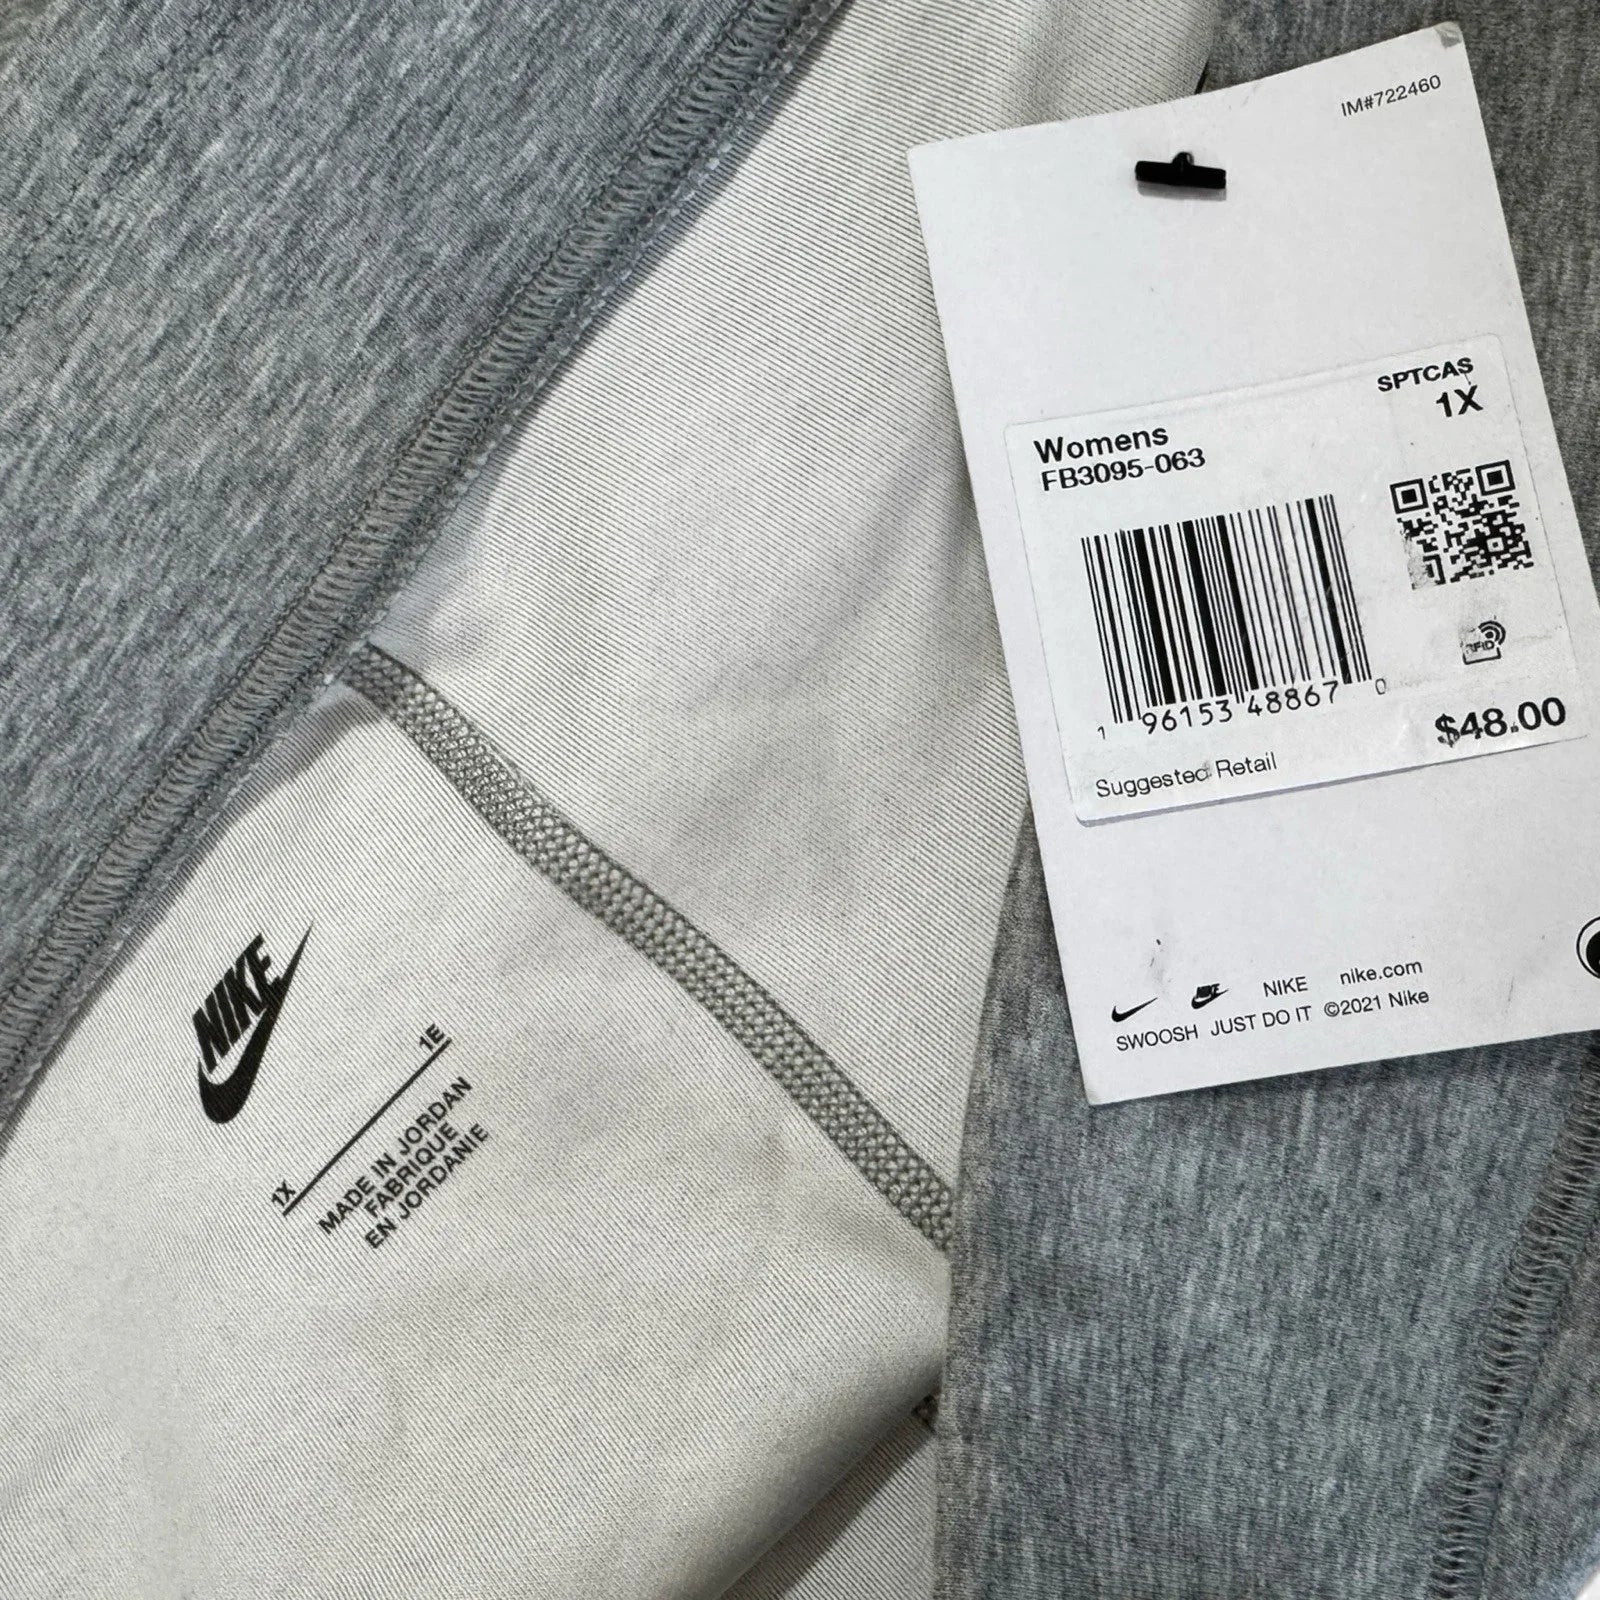 IM#722460
SPTCAS
1X
Womens
FB3095-063
RFID
1 96153 48867 0
$48.00
Suggested Retail
NIKE nike.com
SWOOSH JUST DO IT ©2021 Nike
NIKE
1X 1E
MADE IN JORDAN
FABRIQUE
EN JORDANIE